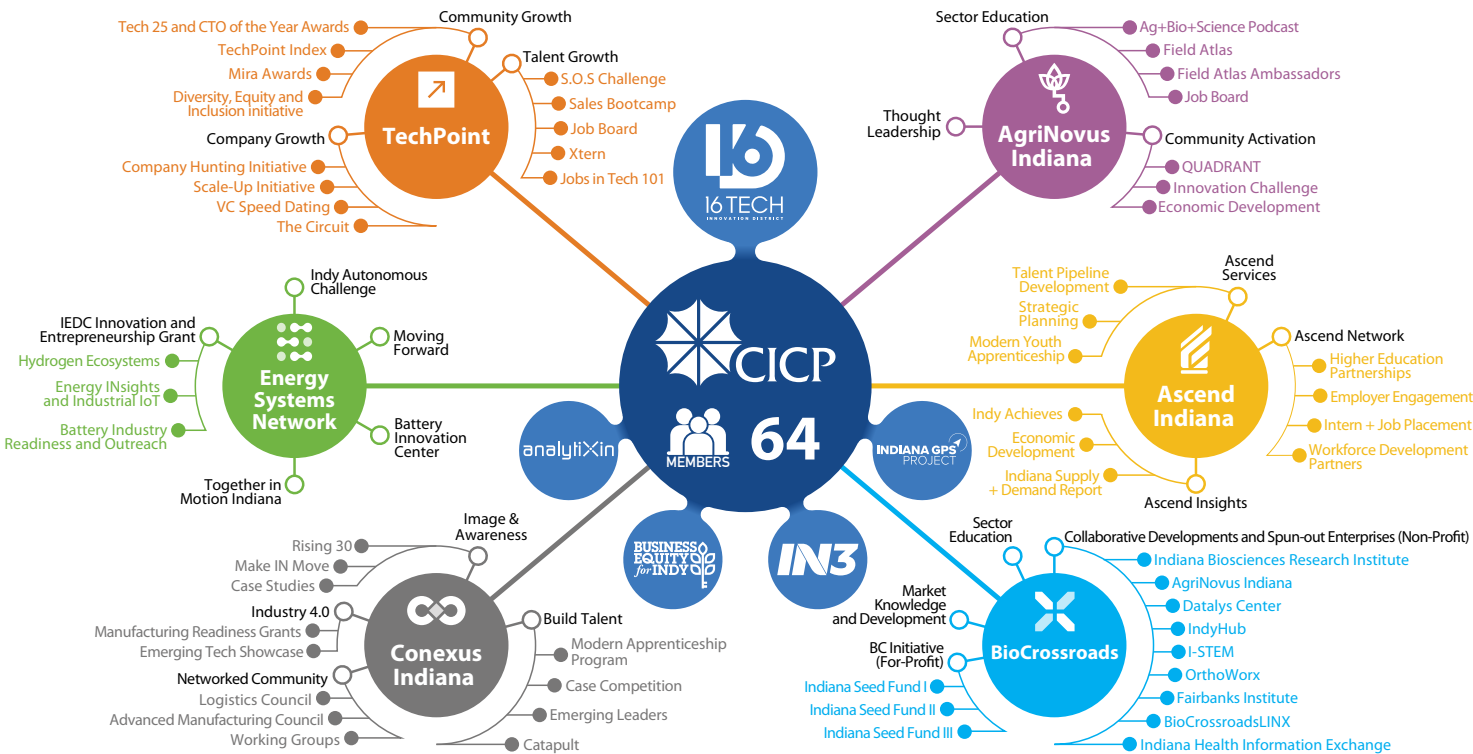 Community Growth
Tech 25 and CTO of the Year Awards
TechPoint Index
Mira Awards
Diversity, Equity and
Inclusion initiative
Talent Growth
S.O.S Challenge
Sales Bootcamp
Job Board
Xtern
Jobs in Tech 101
TechPoint
Company Growth
Company Hunting Initiative
Scale-Up Initiative
VC Speed Dating
The Circuit
16 TECH
INNOVATION DISTRICT
Sector Education
Ag+Bio+Science Podcast
Field Atlas
Field Atlas Ambassadors
Job Board
Thought
Leadership
AgriNovus
Indiana
Community Activation
QUADRANT
Innovation Challenge
Economic Development
Indy Autonomous
Challenge
IEDC Innovation and
Entrepreneurship Grant
Hydrogen Ecosystems
Energy INsights
and Industrial IoT
Battery Industry
Readiness and Outreach
Moving
Forward
Energy
Systems
Network
Battery
Innovation
Center
Together in
Motion Indiana
CICP
MEMBERS
64
analytiXin
INDIANA GPS
PROJECT
BUSINESS
EQUITY
for INDY
IN3
Ascend
Services
Talent Pipeline
Development
Strategic
Planning
Modern Youth
Apprenticeship
Ascend Network
Higher Education
Partnerships
Employer Engagement
Intern + Job Placement
Workforce Development
Partners
Ascend
Indiana
Indy Achieves
Economic
Development
Indiana Supply
+ Demand Report
Ascend Insights
Image &
Awareness
Rising 30
Make IN Move
Case Studies
Industry 4.0
Manufacturing Readiness Grants
Emerging Tech Showcase
Networked Community
Logistics Council
Advanced Manufacturing Council
Working Groups
Conexus
Indiana
Build Talent
Modern Apprenticeship
Program
Case Competition
Emerging Leaders
Catapult
Sector
Education
Market
Knowledge
and Development
BC Initiative
(For-Profit)
Indiana Seed Fund I
Indiana Seed Fund II
Indiana Seed Fund III
BioCrossroads
Collaborative Developments and Spun-out Enterprises (Non-Profit)
Indiana Biosciences Research Institute
AgriNovus Indiana
Datalys Center
IndyHub
I-STEM
OrthoWorx
Fairbanks Institute
BioCrossroadsLINX
Indiana Health Information Exchange